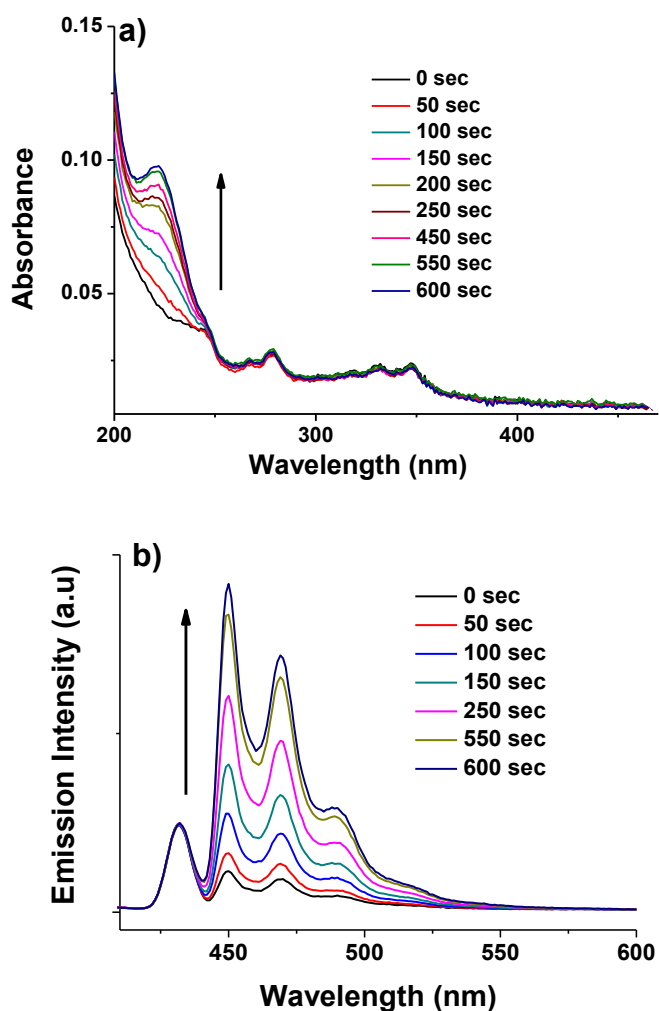 a)
0.15
0.10
0.05
Absorbance
0 sec
50 sec
100 sec
150 sec
200 sec
250 sec
450 sec
550 sec
600 sec
200
300
400
Wavelength (nm)
b)
Emission Intensity (a.u)
0 sec
50 sec
100 sec
150 sec
250 sec
550 sec
600 sec
450
500
550
600
Wavelength (nm)